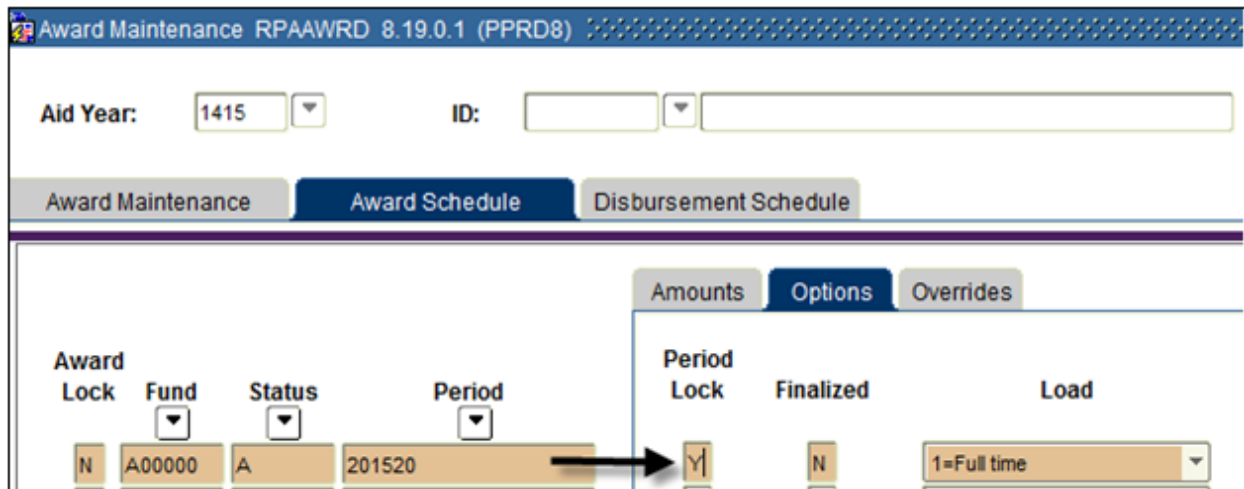 Award Maintenance RPAAWRD 8.19.0.1 (PPRD8)
Aid Year: 1415 ID:
Award Maintenance Award Schedule Disbursement Schedule
Amounts Options Overrides
Award Lock Fund Status Period Period Lock Finalized Load
N A00000 A 201520 Y N 1=Full time